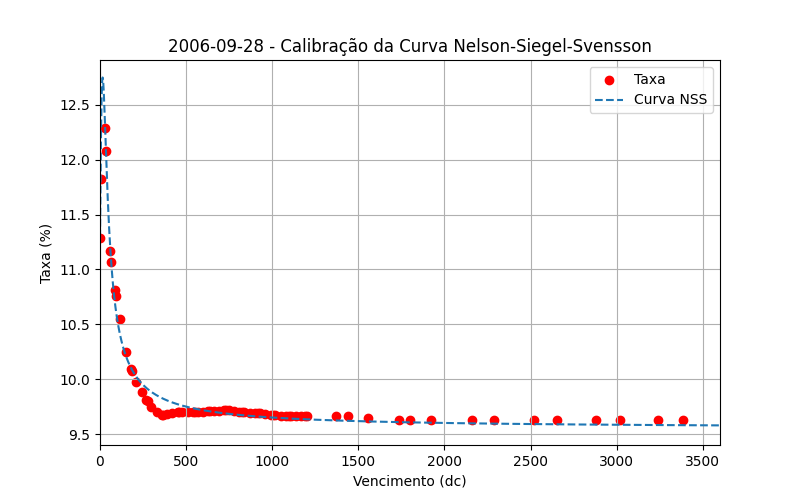 2006-09-28 - Calibração da Curva Nelson-Siegel-Svensson
Taxa
Curva NSS
Taxa (%)
12.5
12.0
11.5
11.0
10.5
10.0
9.5
0 500 1000 1500 2000 2500 3000 3500
Vencimento (dc)